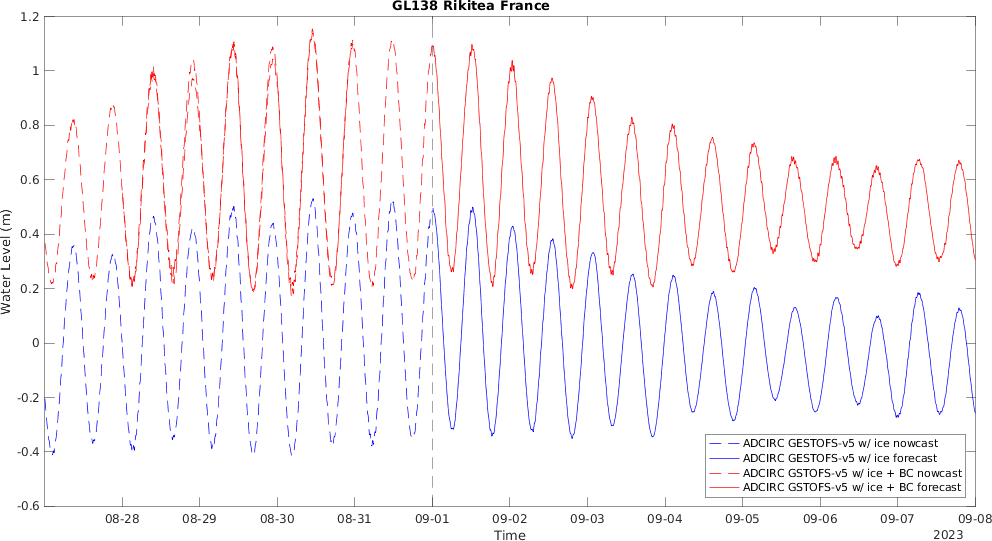 GL138 Rikitea France
1.2
1
0.8
0.6
0.4
0.2
0
-0.2
-0.4
-0.6
Water Level (m)
ADCIRC GESTOFS-v5 w/ ice nowcast
ADCIRC GESTOFS-v5 w/ ice forecast
ADCIRC GSTOFS-v5 w/ ice + BC nowcast
ADCIRC GSTOFS-v5 w/ ice + BC forecast
08-28 08-29 08-30 08-31 09-01 09-02 09-03 09-04 09-05 09-06 09-07 09-08
Time
2023